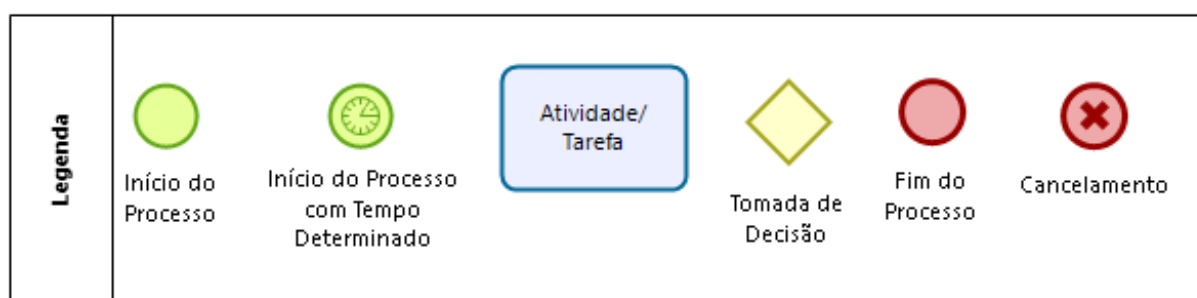 Legenda
Início do
Processo
Início do Processo
com Tempo
Determinado
Atividade/
Tarefa
Tomada de
Decisão
Fim do
Processo
Cancelamento